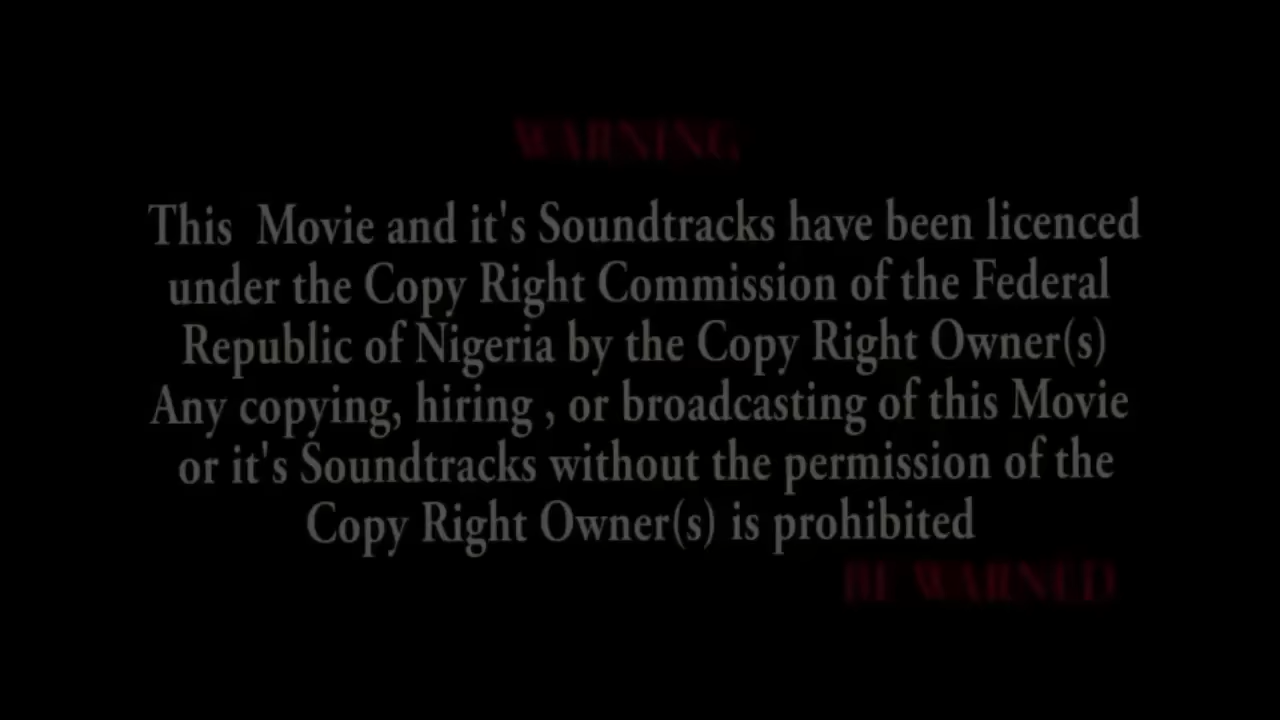 WARNING
This Movie and it's Soundtracks have been licenced
under the Copy Right Commission of the Federal
Republic of Nigeria by the Copy Right Owner(s)
Any copying, hiring , or broadcasting of this Movie
or it's Soundtracks without the permission of the
Copy Right Owner(s) is prohibited
BE WARNED